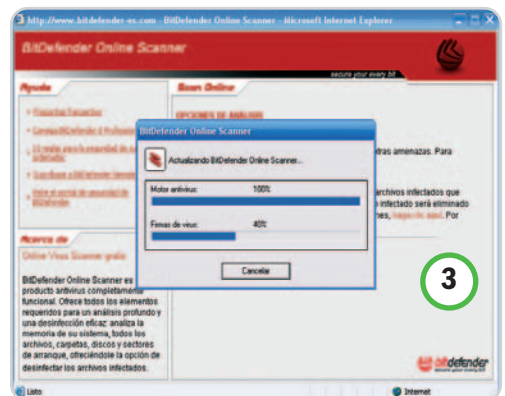 http://www.bitdefender-es.com - BitDefender Online Scanner - Microsoft Internet Explorer
BitDefender Online Scanner
secure your every bit
Ayuda
Scan Online
• Preguntas frecuentes
OPCIONES DE ANÁLISIS
BitDefender Online Scanner
Actualizando BitDefender Online Scanner...
otras amenazas. Para
Motor antivirus: 100%
archivos infectados que
infectado será eliminado
Por
Firmas de virus: 40%
Cancelar
Acerca de
Online Virus Scanner gratis
BitDefender Online Scanner es
producto antivirus completamente
funcional. Ofrece todos los elementos
requeridos para un análisis profundo y
una desinfección eficaz: analiza la
memoria de su sistema, todos los
archivos, carpetas, discos y sectores
de arranque, ofreciéndole la opción de
desinfectar los archivos infectados.
3
bitdefender
Listo
Internet